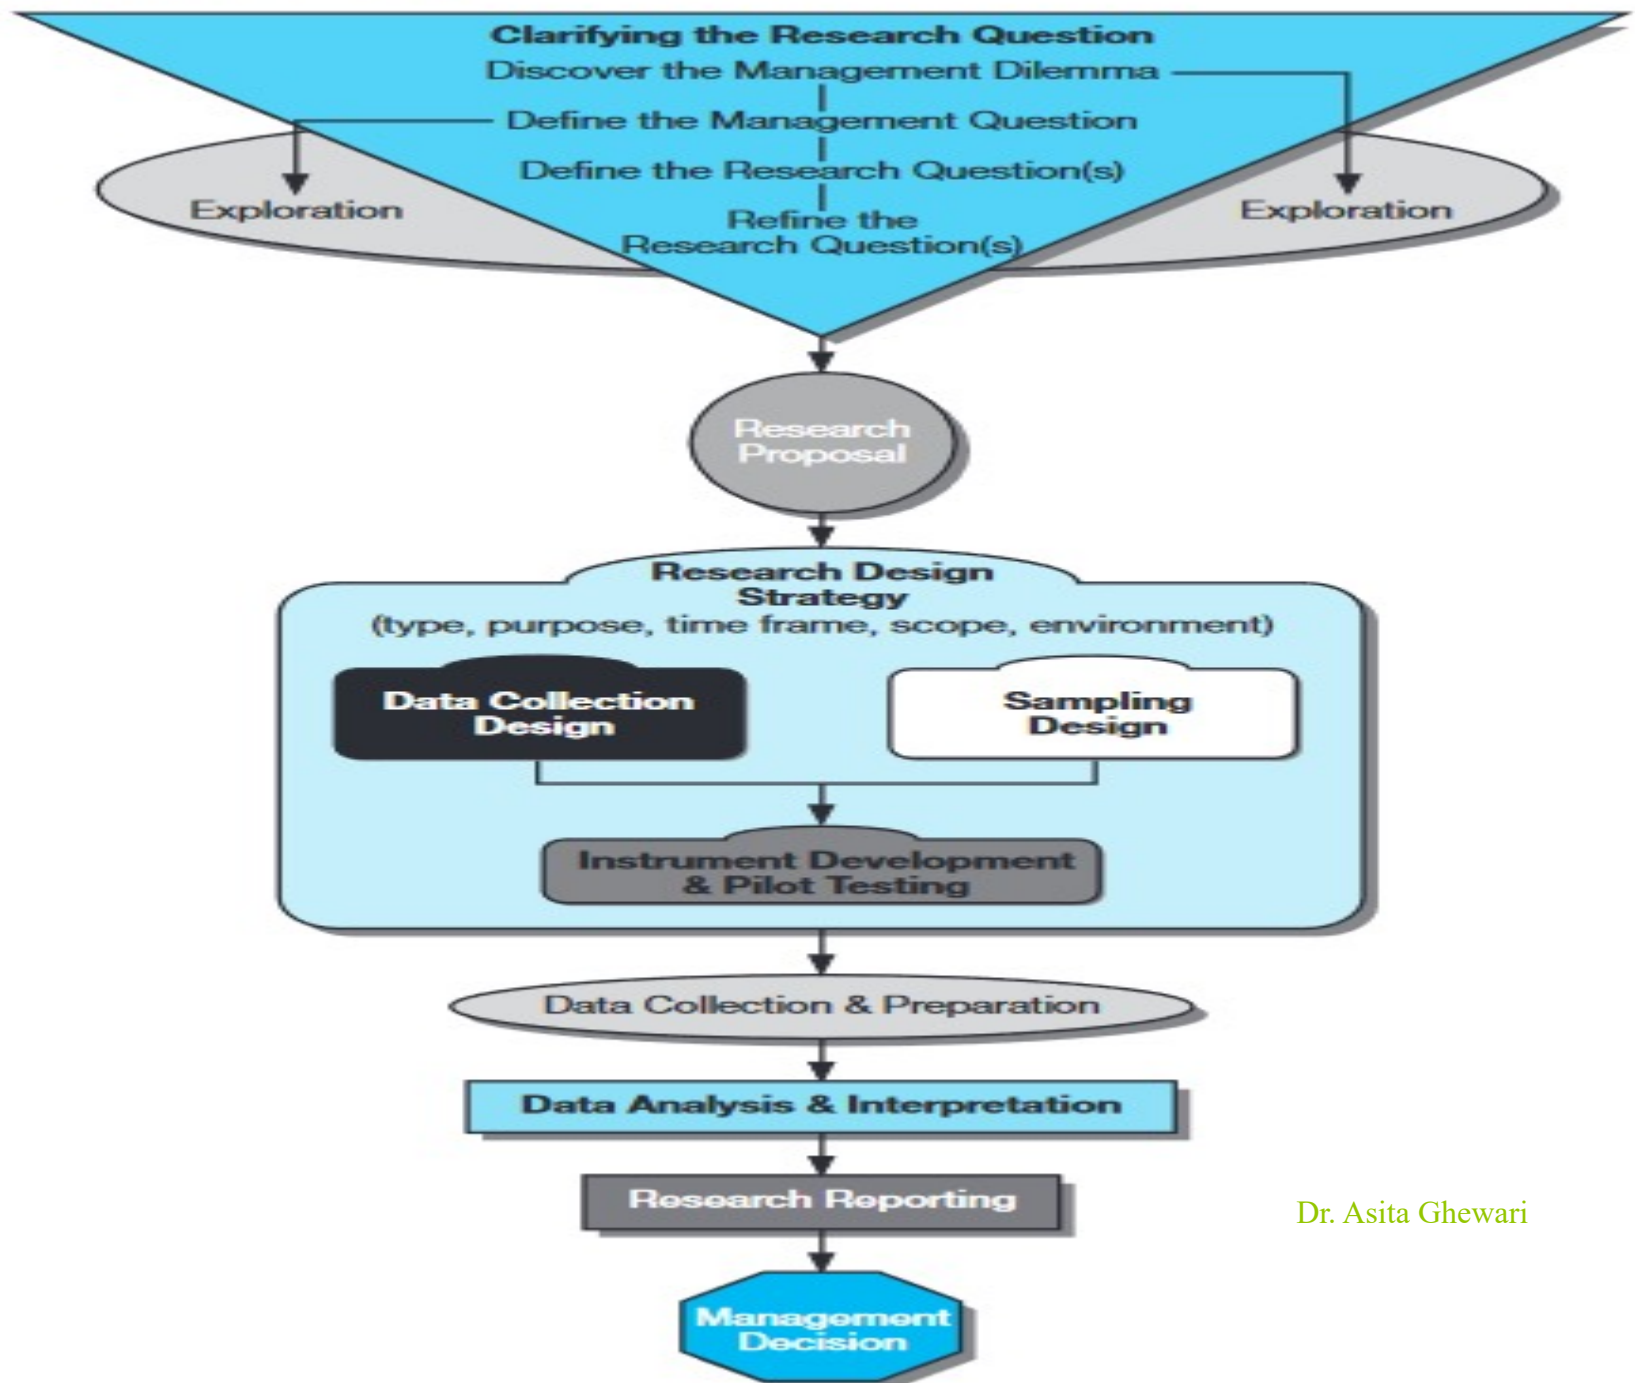 Clarifying the Research Question
Discover the Management Dilemma
Define the Management Question
Define the Research Question(s)
Refine the
Research Question(s)
Exploration
Exploration
Research
Proposal
Research Design
Strategy
(type, purpose, time frame, scope, environment)
Data Collection
Design
Sampling
Design
Instrument Development
& Pilot Testing
Data Collection & Preparation
Data Analysis & Interpretation
Research Reporting
Dr. Asita Ghewari
Management
Decision